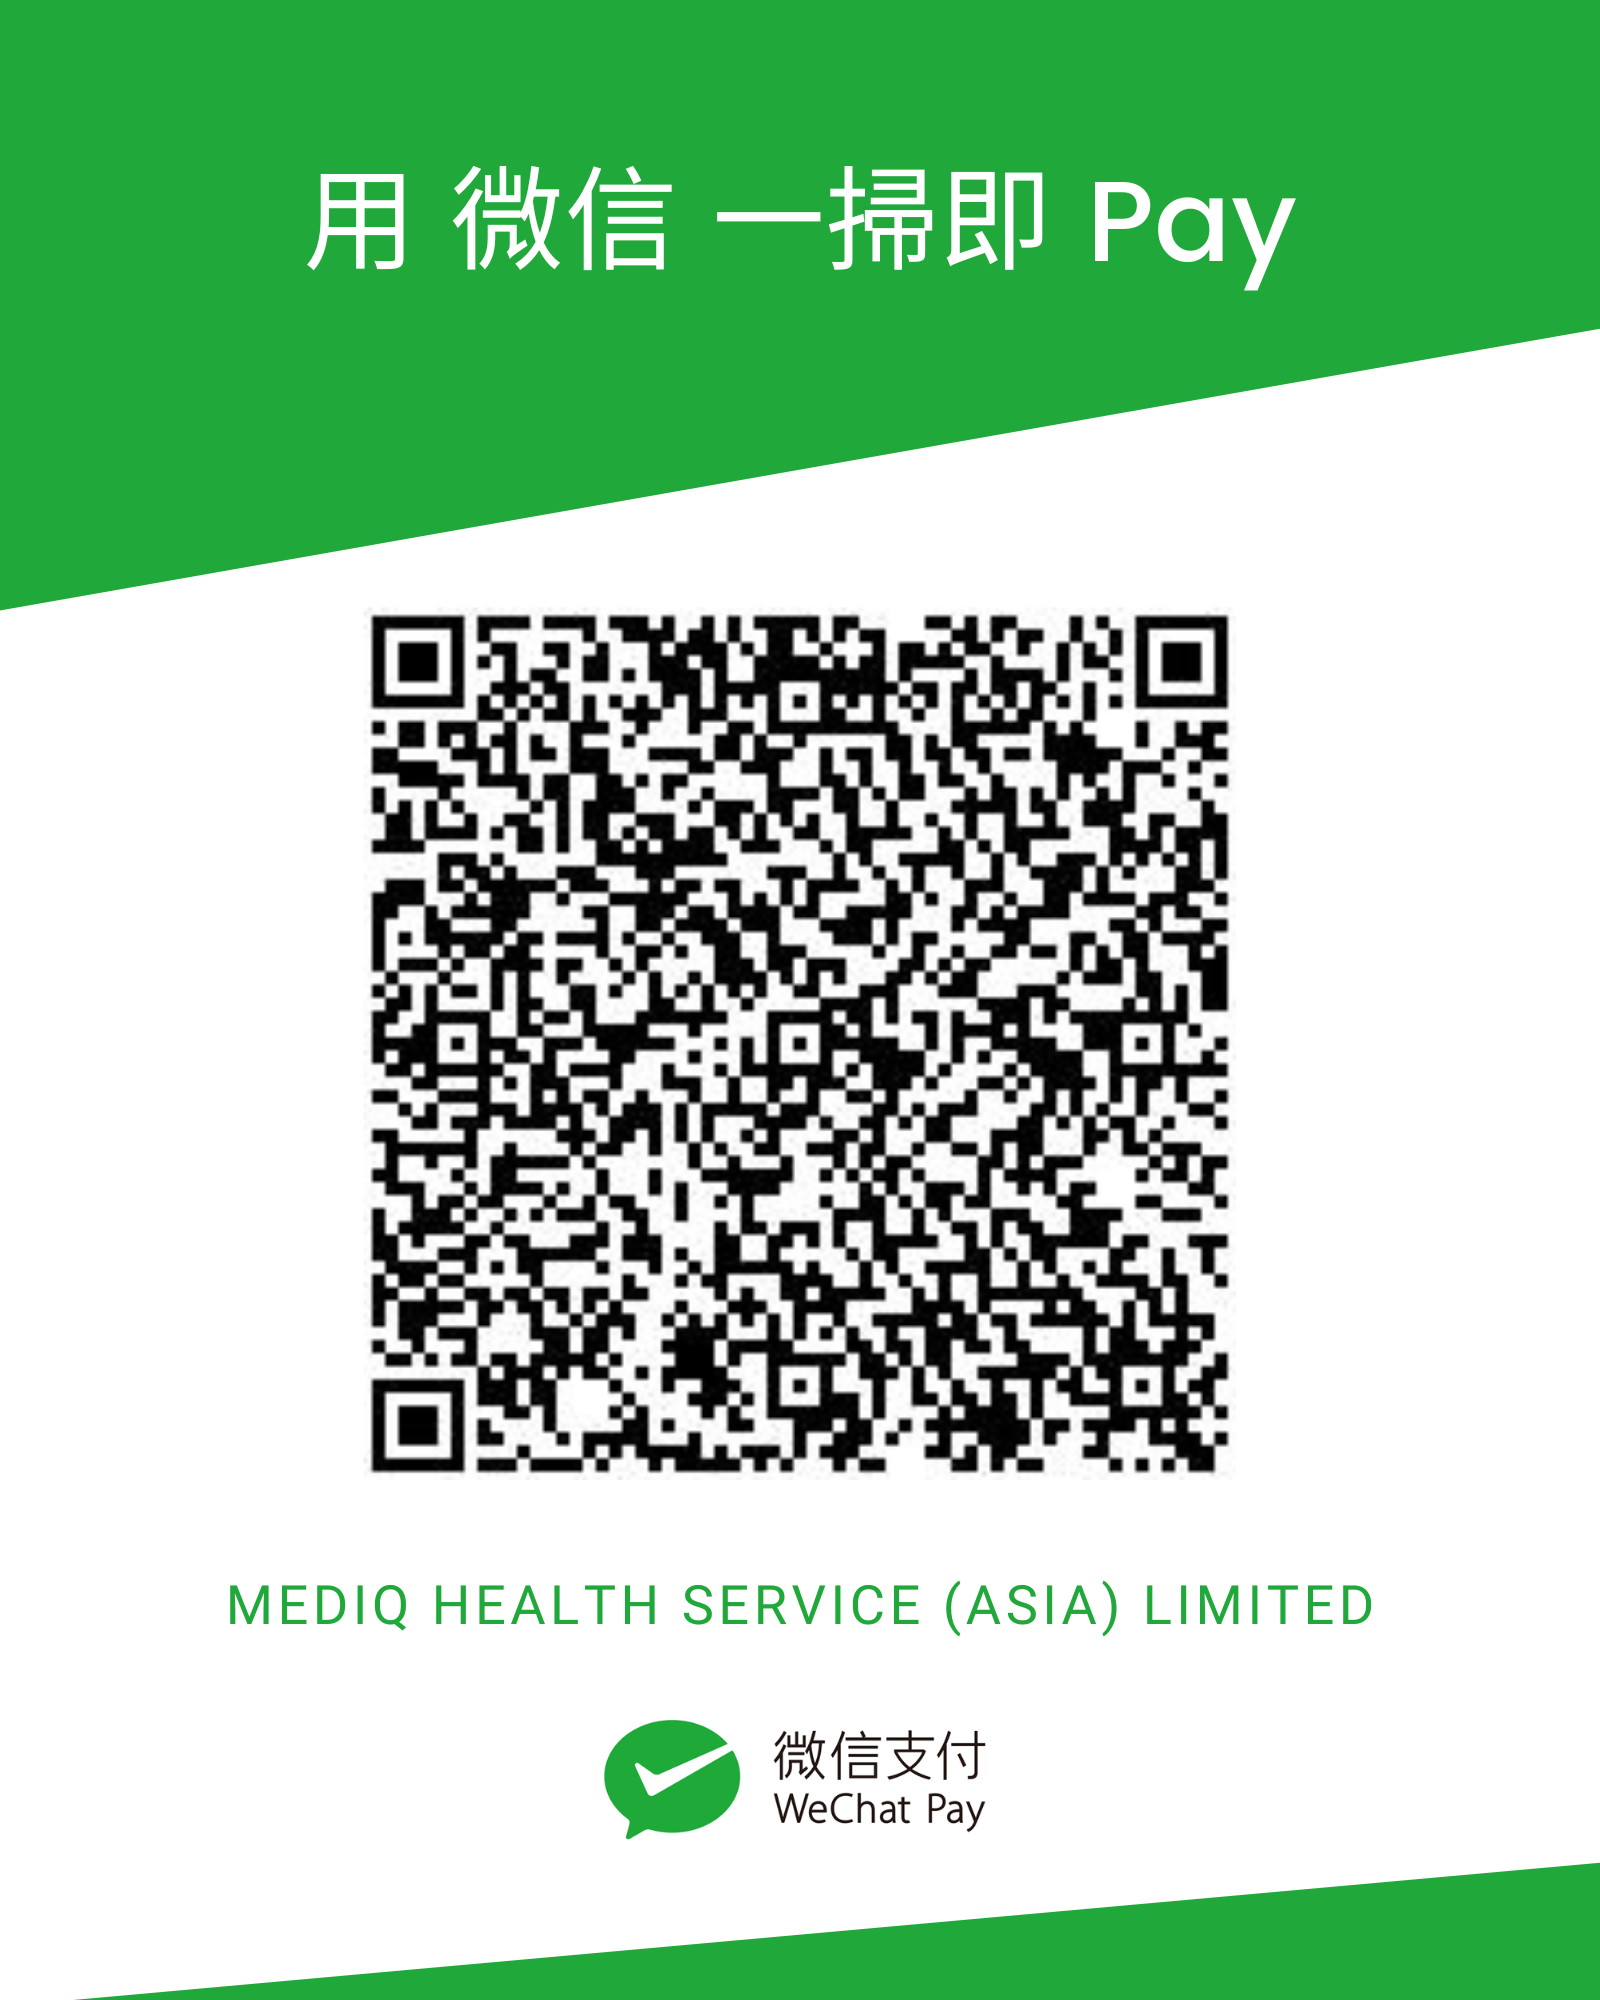 用 微信 一掃即 Pay
MEDIQ HEALTH SERVICE (ASIA) LIMITED
微信支付
WeChat Pay